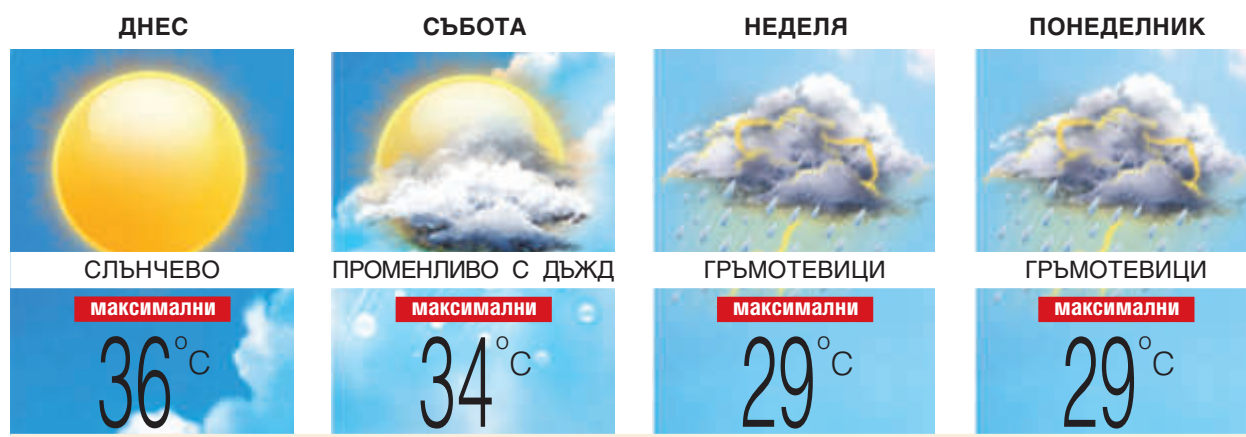 ДНЕС
СЪБОТА
НЕДЕЛЯ
ПОНЕДЕЛНИК
СЛЪНЧЕВО
ПРОМЕНЛИВО С ДЪЖД
ГРЪМОТЕВИЦИ
ГРЪМОТЕВИЦИ
максимални
максимални
максимални
максимални
36°C
34°C
29°C
29°C